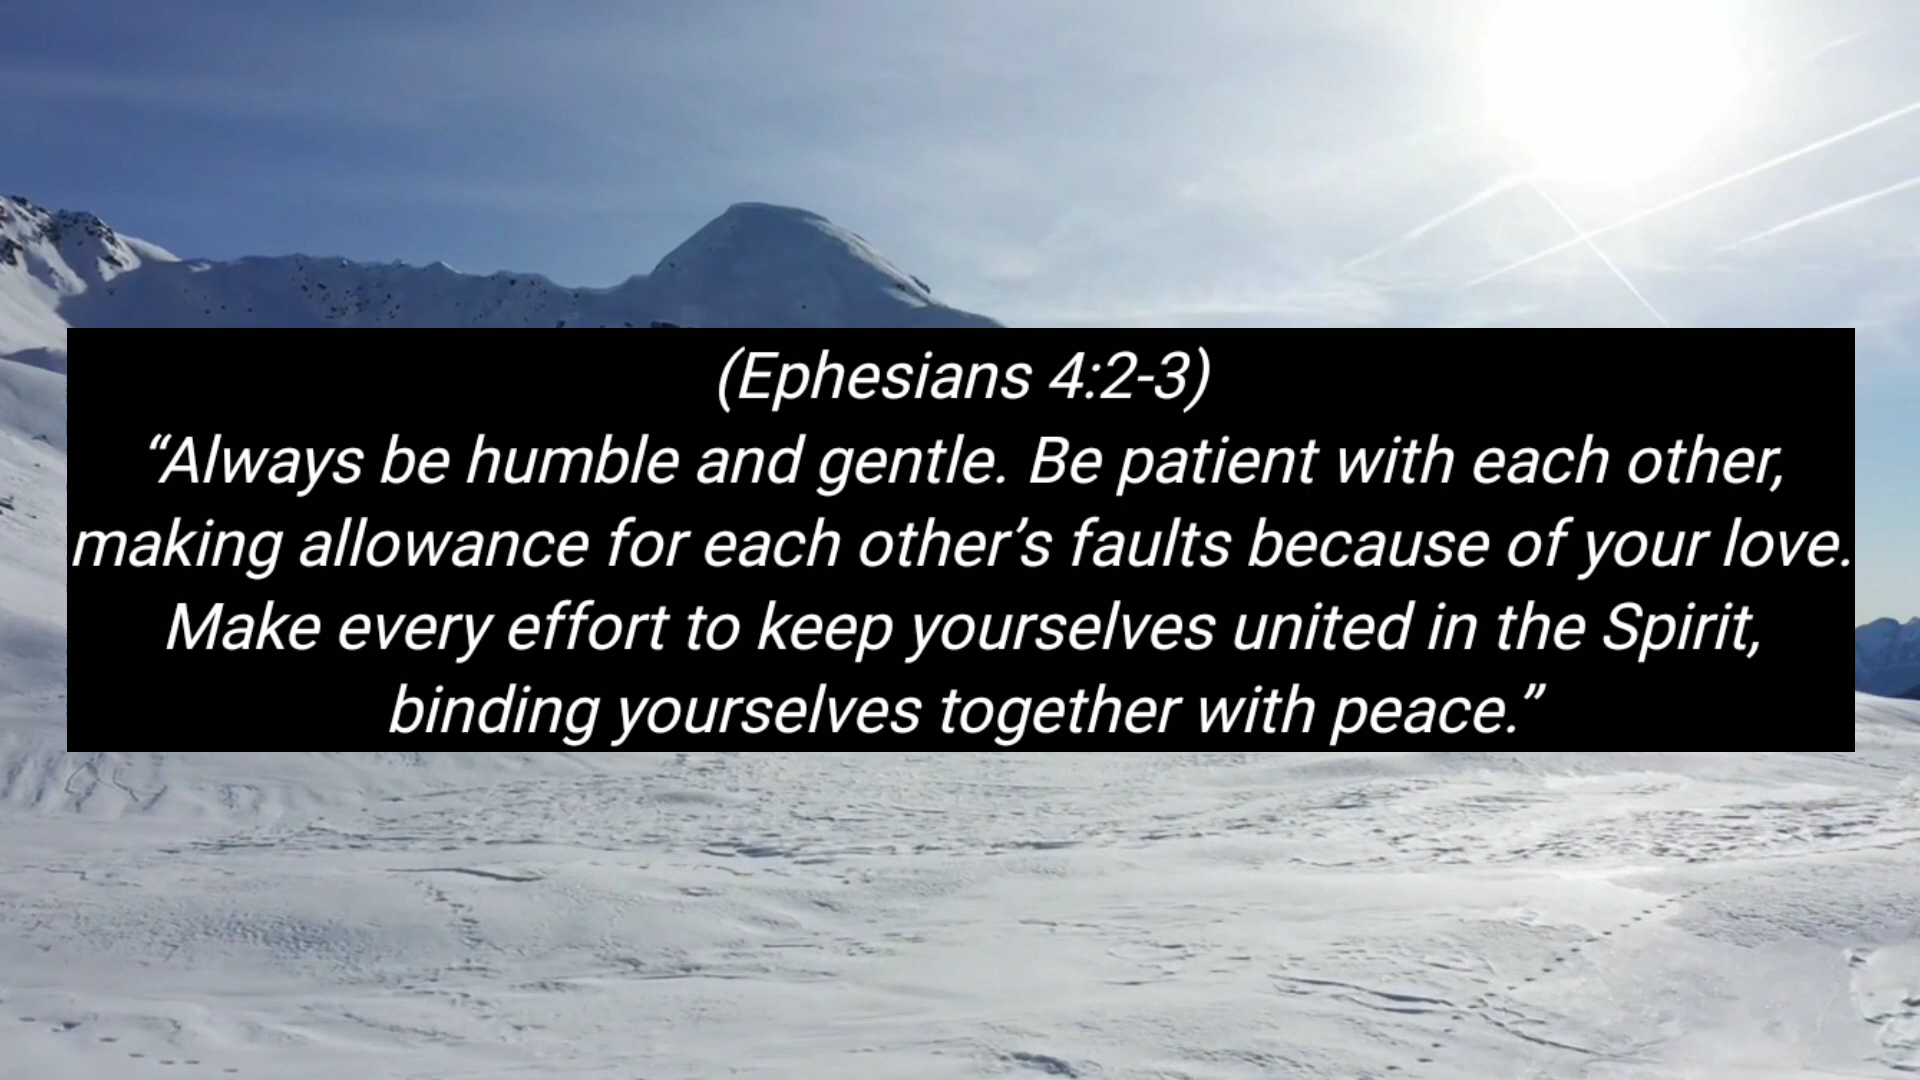 (Ephesians 4:2-3)
“Always be humble and gentle. Be patient with each other,
making allowance for each other’s faults because of your love.
Make every effort to keep yourselves united in the Spirit,
binding yourselves together with peace.”